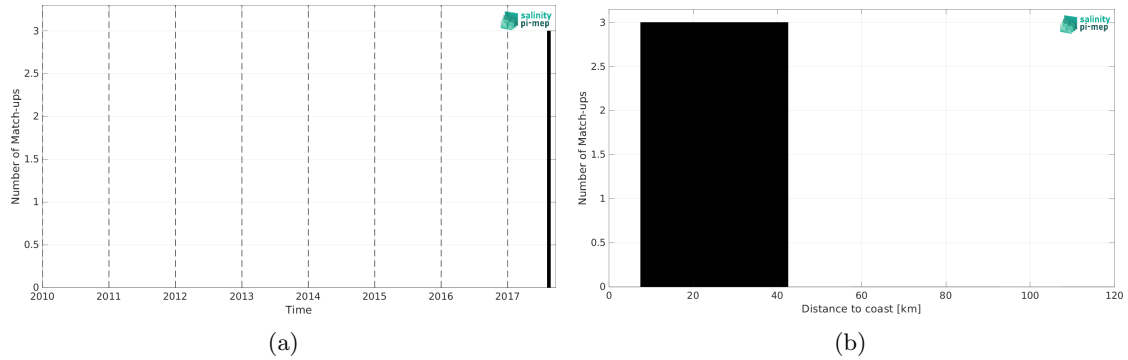 salinity
pi-mep
3
2.5
2
1.5
1
0.5
0
Number of Match-ups
2010 2011 2012 2013 2014 2015 2016 2017
Time
(a)
salinity
pi-mep
3
2.5
2
1.5
1
0.5
0
Number of Match-ups
0 20 40 60 80 100 120
Distance to coast [km]
(b)